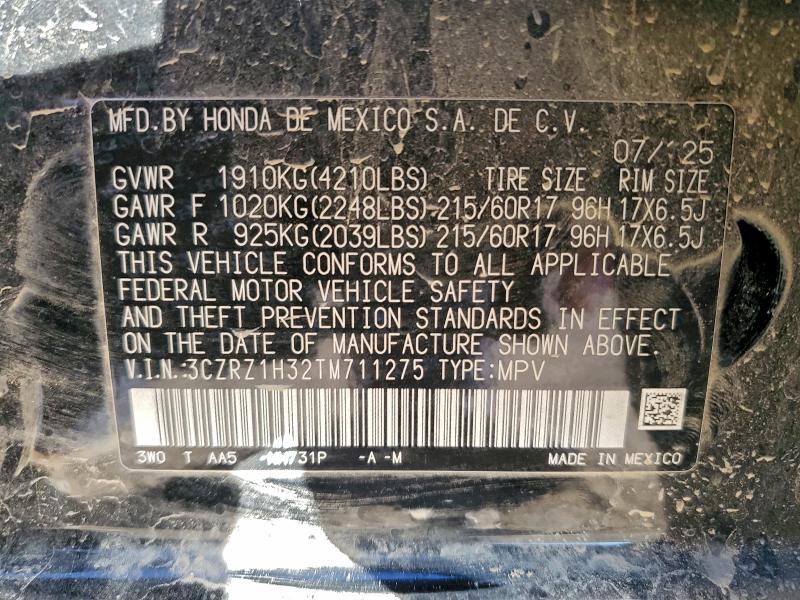 MFD.BY HONDA DE MEXICO S.A. DE C.V.
07/'25
GVWR 1910KG(4210LBS) TIRE SIZE RIM SIZE
GAWR F 1020KG(2248LBS)-215/60R17 96H 17X6.5J
GAWR R 925KG(2039LBS)-215/60R17 96H 17X6.5J
THIS VEHICLE CONFORMS TO ALL APPLICABLE
FEDERAL MOTOR VEHICLE SAFETY
AND THEFT PREVENTION STANDARDS IN EFFECT
ON THE DATE OF MANUFACTURE SHOWN ABOVE.
V.I.N.:3CZRZ1H32TM711275 TYPE:MPV
3W0 T AA5 -A -M MADE IN MEXICO